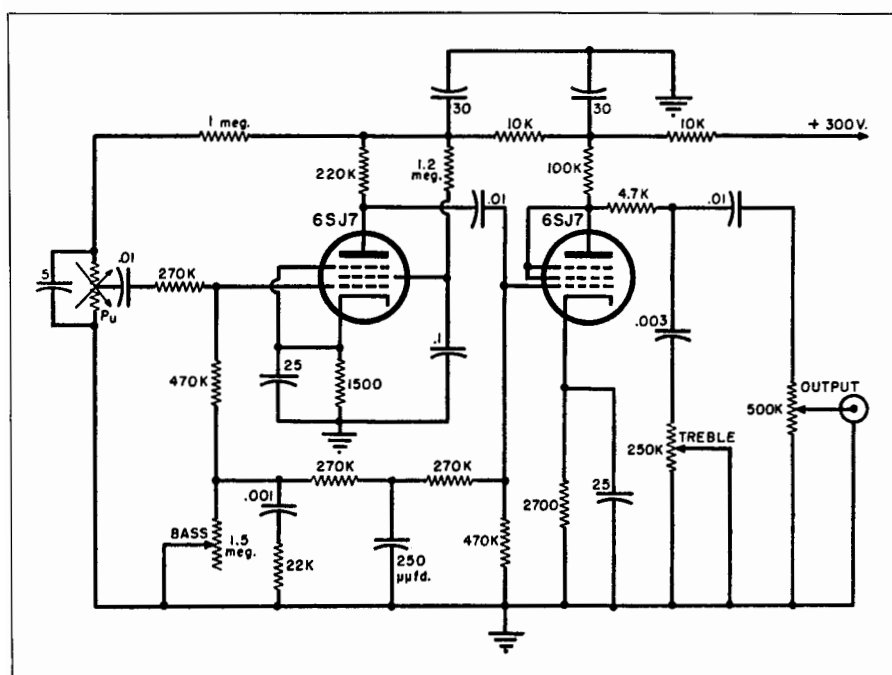 30
30
1 meg.
10K
10K
+ 300V.
220K
1.2
meg.
100K
.01
4.7K
.01
6SJ7
6SJ7
.5
.01
270K
Pu
.003
.1
25
1500
470K
OUTPUT
500K
250K
TREBLE
270K
270K
.001
2700
25
BASS
1.5
meg.
22K
250
μμfd.
470K